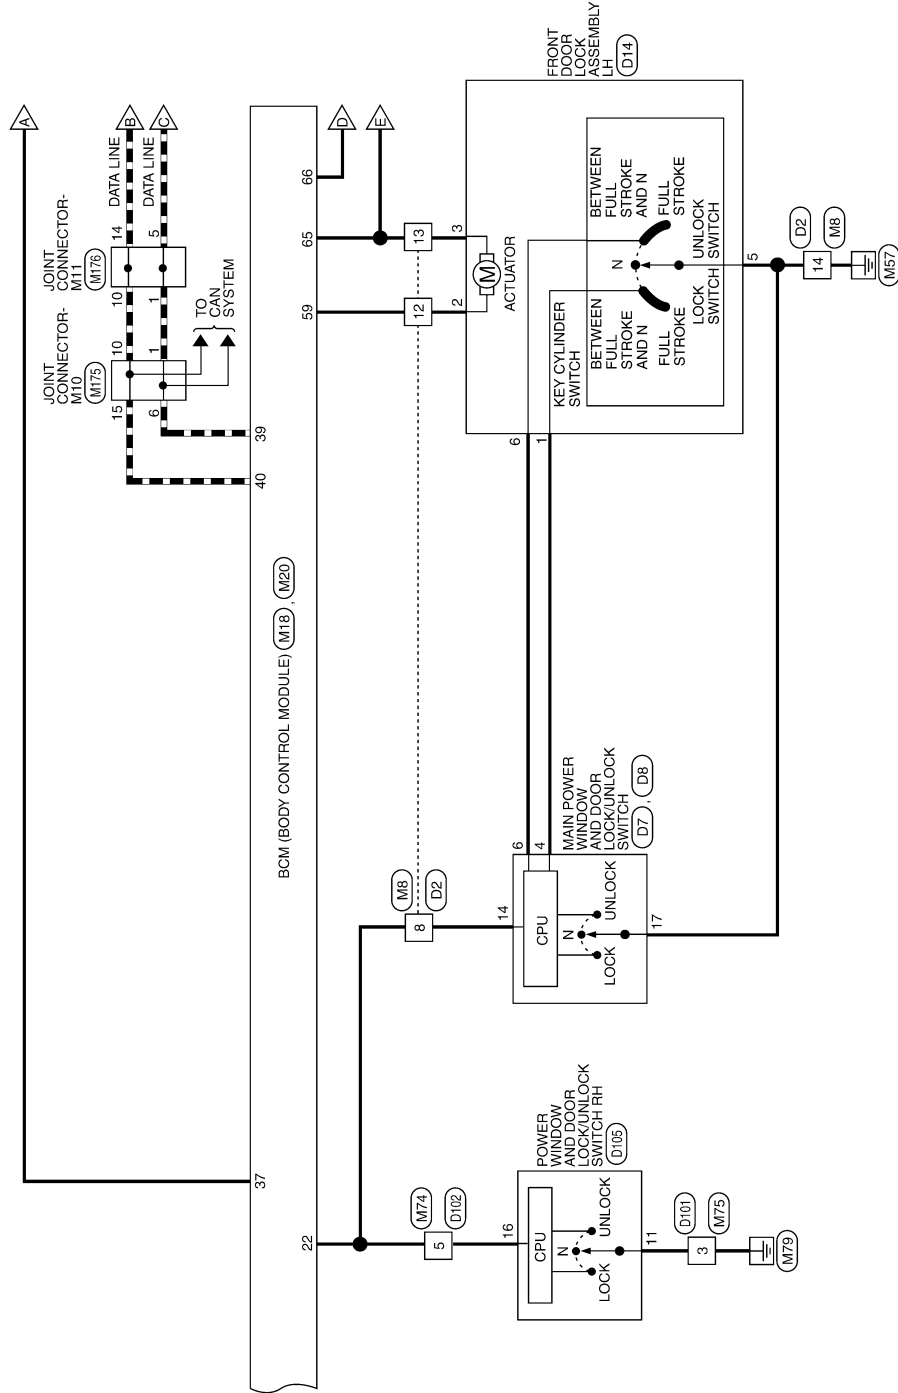 A
JOINT
CONNECTOR-
M10
M175
JOINT
CONNECTOR-
M11
M176
15
10
10
14
DATA LINE
B
6
1
1
5
DATA LINE
C
TO
CAN
SYSTEM
37
40
39
BCM (BODY CONTROL MODULE) M18 , M20
22
59
65
66
D
E
M74
D102
5
M8
D2
8
12
13
16
14
2
3
M
ACTUATOR
POWER
WINDOW
AND DOOR
LOCK/UNLOCK
SWITCH RH
D105
CPU
N
LOCK
UNLOCK
11
D101
M75
3
M79
MAIN POWER
WINDOW
AND DOOR
LOCK/UNLOCK
SWITCH
D7 , D8
6
4
CPU
N
LOCK
UNLOCK
17
6
1
FRONT
DOOR
LOCK
ASSEMBLY
LH
D14
KEY CYLINDER
SWITCH
BETWEEN
FULL
STROKE
AND N
N
BETWEEN
FULL
STROKE
AND N
FULL
STROKE
FULL
STROKE
LOCK
SWITCH
UNLOCK
SWITCH
5
D2
M8
14
M57